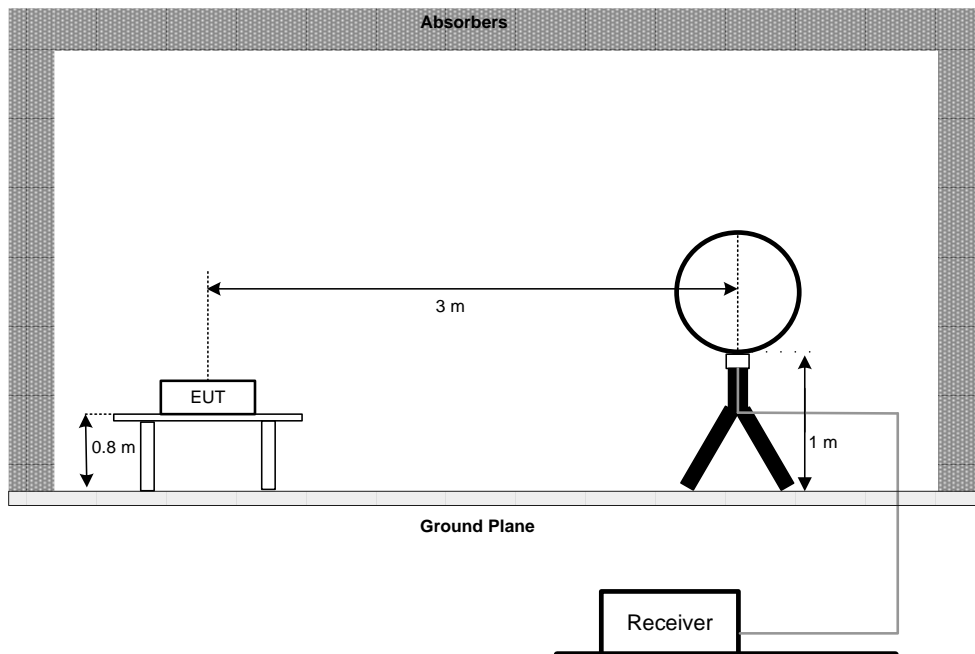 Absorbers
3 m
EUT
0.8 m
1 m
Ground Plane
Receiver